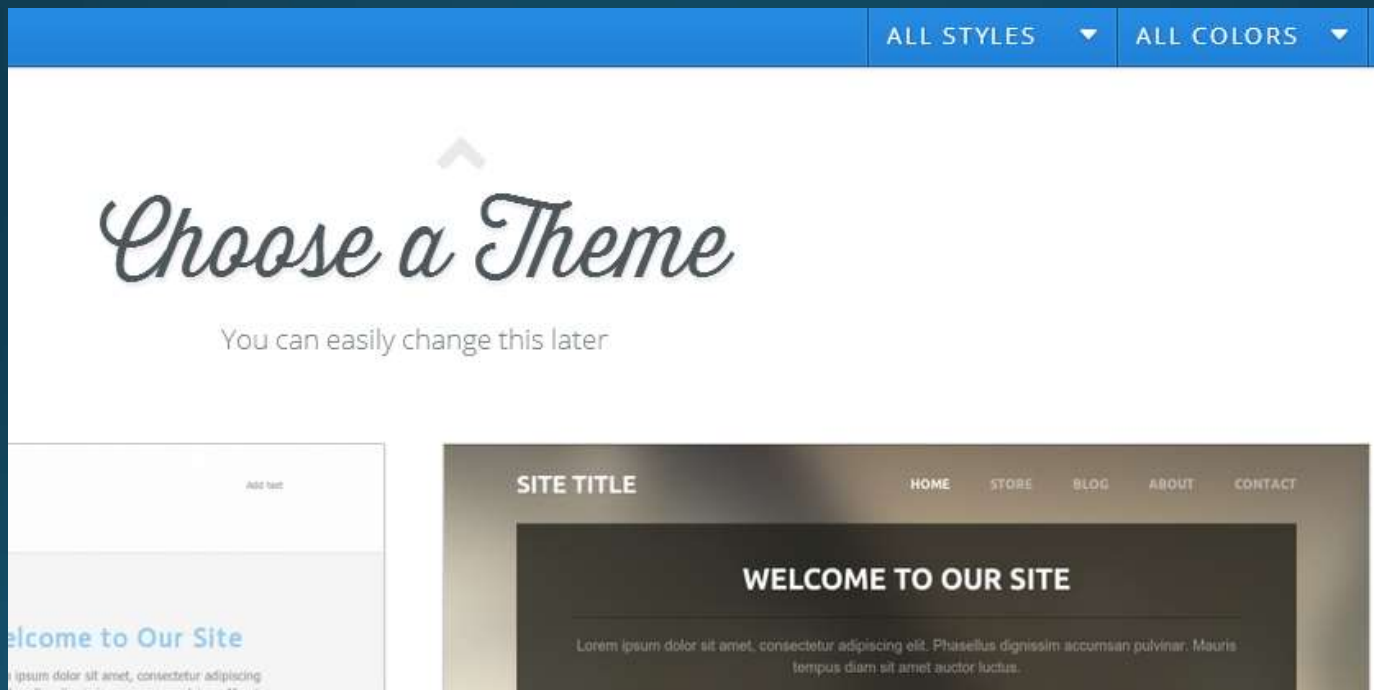 ALL STYLES ALL COLORS
Choose a Theme
You can easily change this later
Add text
elcome to Our Site
ipsum dolor sit amet, consectetur adipiscing
SITE TITLE HOME STORE BLOG ABOUT CONTACT
WELCOME TO OUR SITE
Lorem ipsum dolor sit amet, consectetur adipiscing elit. Phasellus dignissim accumsan pulvinar. Mauris
tempus diam sit amet auctor luctus.